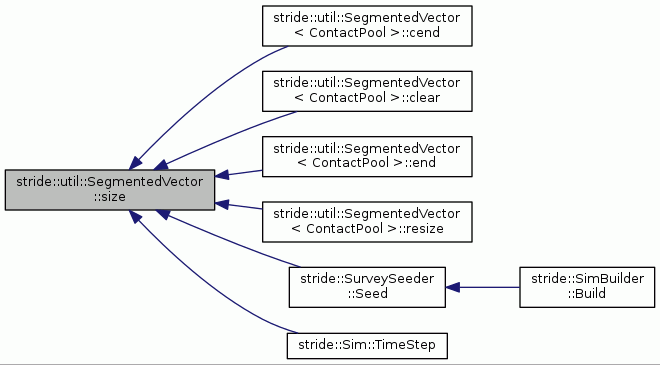 stride::util::SegmentedVector
< ContactPool >::cend
stride::util::SegmentedVector
< ContactPool >::clear
stride::util::SegmentedVector
< ContactPool >::end
stride::util::SegmentedVector
::size
stride::util::SegmentedVector
< ContactPool >::resize
stride::SurveySeeder
::Seed
stride::SimBuilder
::Build
stride::Sim::TimeStep